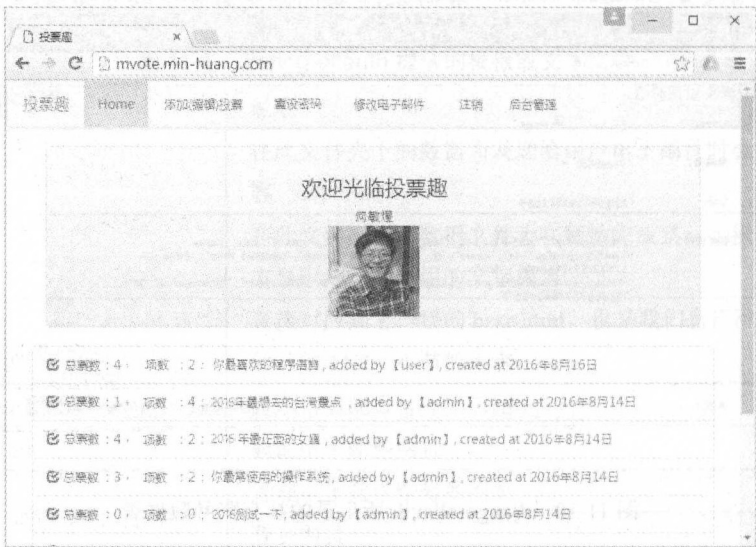 投票趣
mvote.min-huang.com
投票趣 Home 添加(编辑)投票 重设密码 修改电子邮件 注销 后台管理
欢迎光临投票趣
何敏煌
总票数：4， 项数 ：2： 你最喜欢的程序语言 , added by 【user】, created at 2016年8月16日
总票数：1， 项数 ：4： 2016年最想去的台湾景点 , added by 【admin】, created at 2016年8月14日
总票数：4， 项数 ：2： 2016 年最正面的女 , added by 【admin】, created at 2016年8月14日
总票数：3， 项数 ：2： 你最常使用的操作系统 , added by 【admin】, created at 2016年8月14日
总票数：0， 项数 ：0： 2016测试一下, added by 【admin】, created at 2016年8月14日